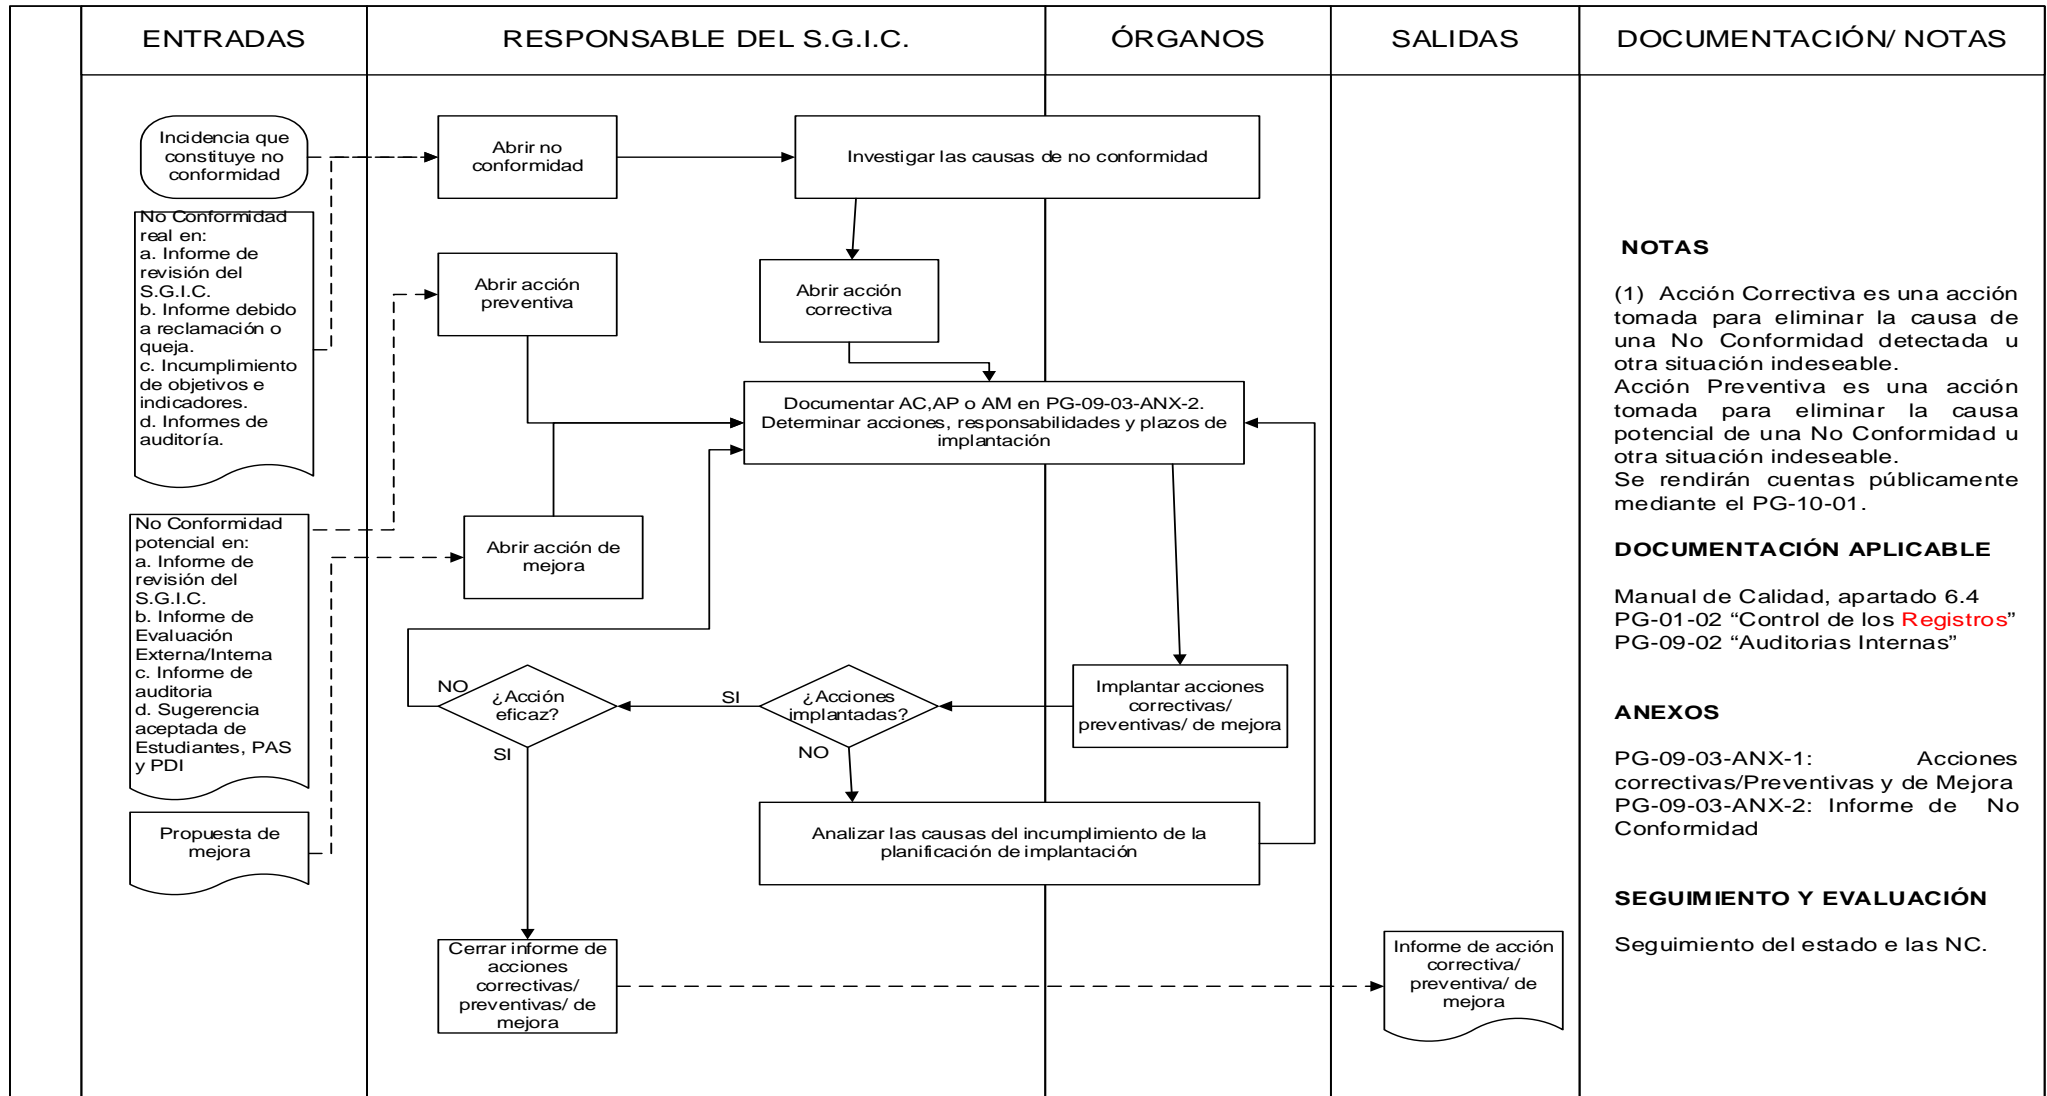 ENTRADAS
RESPONSABLE DEL S.G.I.C.
ÓRGANOS
SALIDAS
DOCUMENTACIÓN/ NOTAS
Incidencia que
constituye no
conformidad
Abrir no
conformidad
Investigar las causas de no conformidad
No Conformidad
real en:
a. Informe de
revisión del
S.G.I.C.
b. Informe debido
a reclamación o
queja.
c. Incumplimiento
de objetivos e
indicadores.
d. Informes de
auditoría.
Abrir acción
preventiva
Abrir acción
correctiva
Documentar AC,AP o AM en PG-09-03-ANX-2.
Determinar acciones, responsabilidades y plazos de
implantación
No Conformidad
potencial en:
a. Informe de
revisión del
S.G.I.C.
b. Informe de
Evaluación
Externa/Interna
c. Informe de
auditoria
d. Sugerencia
aceptada de
Estudiantes, PAS
y PDI
Abrir acción de
mejora
NO
¿Acción
eficaz?
SI
SI
¿Acciones
implantadas?
NO
Implantar acciones
correctivas/
preventivas/ de mejora
Propuesta de
mejora
Analizar las causas del incumplimiento de la
planificación de implantación
Cerrar informe de
acciones
correctivas/
preventivas/ de
mejora
Informe de acción
correctiva/
preventiva/ de
mejora
NOTAS
(1) Acción Correctiva es una acción
tomada para eliminar la causa de
una No Conformidad detectada u
otra situación indeseable.
Acción Preventiva es una acción
tomada para eliminar la causa
potencial de una No Conformidad u
otra situación indeseable.
Se rendirán cuentas públicamente
mediante el PG-10-01.
DOCUMENTACIÓN APLICABLE
Manual de Calidad, apartado 6.4
PG-01-02 “Control de los Registros”
PG-09-02 “Auditorias Internas”
ANEXOS
PG-09-03-ANX-1: Acciones
correctivas/Preventivas y de Mejora
PG-09-03-ANX-2: Informe de No
Conformidad
SEGUIMIENTO Y EVALUACIÓN
Seguimiento del estado e las NC.